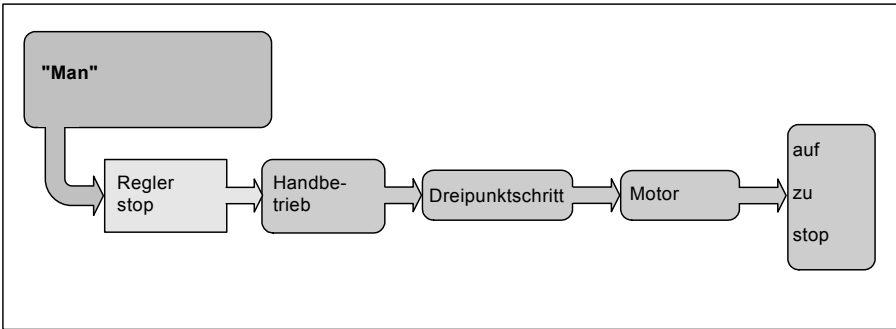 "Man"
Regler
stop
Handbe-
trieb
Dreipunktschritt
Motor
auf
zu
stop